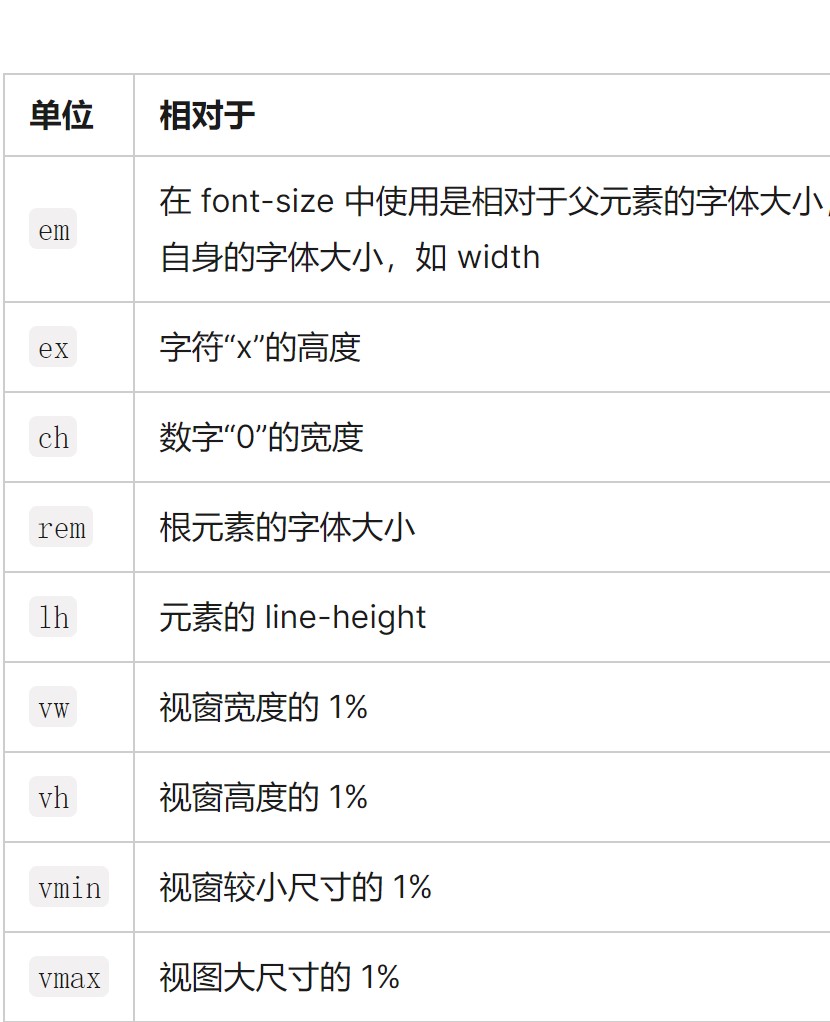 单位 相对于
em 在 font-size 中使用是相对于父元素的字体大小,
自身的字体大小，如 width
ex 字符“x”的高度
ch 数字“0”的宽度
rem 根元素的字体大小
lh 元素的 line-height
vw 视窗宽度的 1%
vh 视窗高度的 1%
vmin 视窗较小尺寸的 1%
vmax 视图大尺寸的 1%